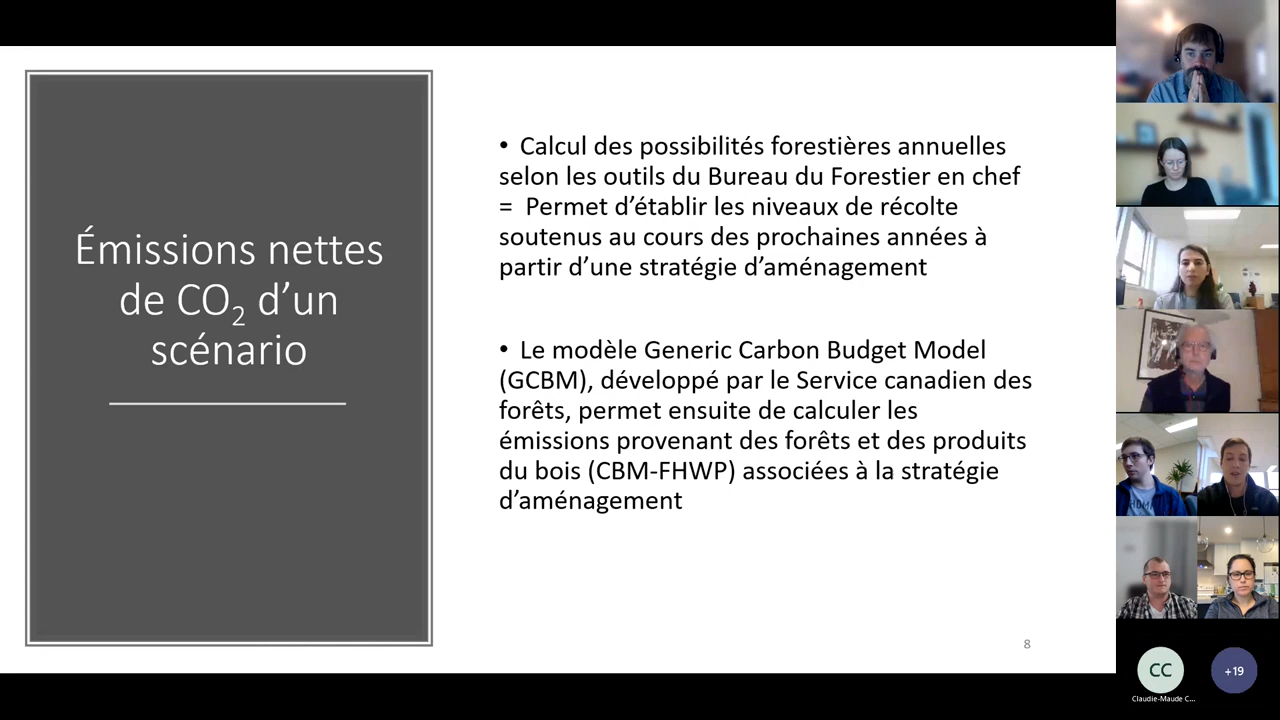 Émissions nettes
de CO₂ d’un
scénario
• Calcul des possibilités forestières annuelles
selon les outils du Bureau du Forestier en chef
= Permet d’établir les niveaux de récolte
soutenus au cours des prochaines années à
partir d’une stratégie d’aménagement
• Le modèle Generic Carbon Budget Model
(GCBM), développé par le Service canadien des
forêts, permet ensuite de calculer les
émissions provenant des forêts et des produits
du bois (CBM-FHWP) associées à la stratégie
d’aménagement
8
CC
+19
Claudie-Maude C...